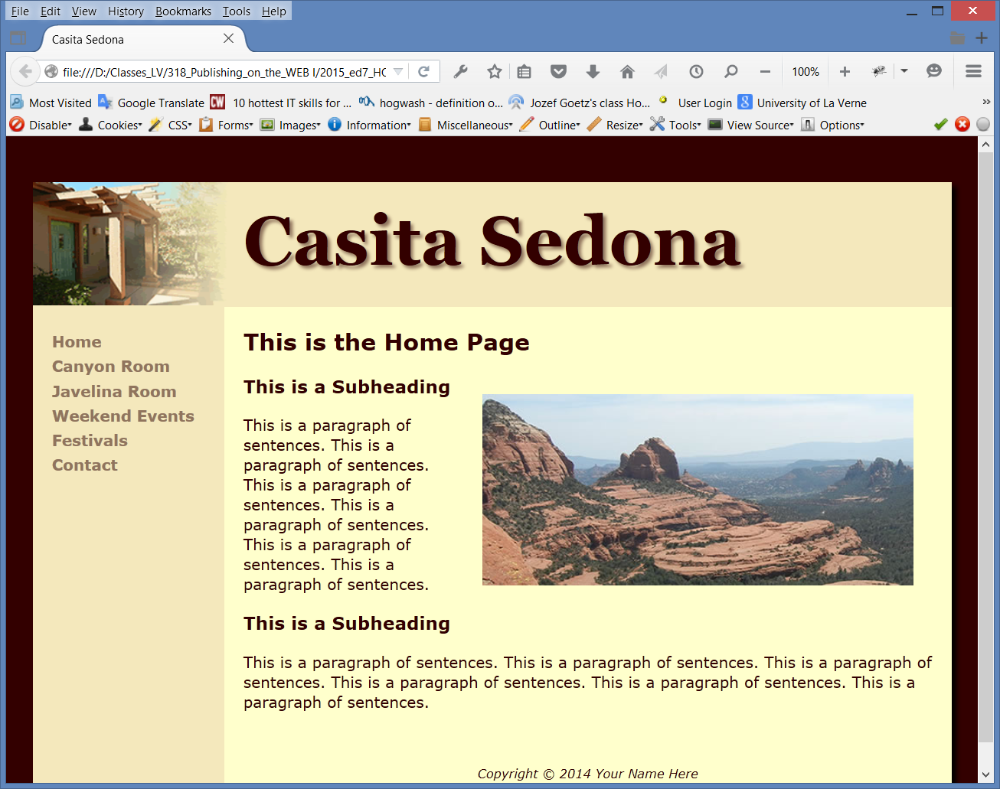 File Edit View History Bookmarks Tools Help
Casita Sedona
file:///D:/Classes_LV/318_Publishing_on_the_WEB I/2015_ed7_HC
100%
Most Visited Google Translate CW 10 hottest IT skills for ... hogwash - definition o... Jozef Goetz's class Ho... User Login 8 University of La Verne »
Disable Cookies CSS Forms Images Information Miscellaneous Outline Resize Tools View Source Options
Casita Sedona
Home
Canyon Room
Javelina Room
Weekend Events
Festivals
Contact
This is the Home Page
This is a Subheading
This is a paragraph of
sentences. This is a
paragraph of sentences.
This is a paragraph of
sentences. This is a
paragraph of sentences.
This is a paragraph of
sentences. This is a
paragraph of sentences.
This is a Subheading
This is a paragraph of sentences. This is a paragraph of sentences. This is a paragraph of
sentences. This is a paragraph of sentences. This is a paragraph of sentences. This is a
paragraph of sentences.
Copyright © 2014 Your Name Here